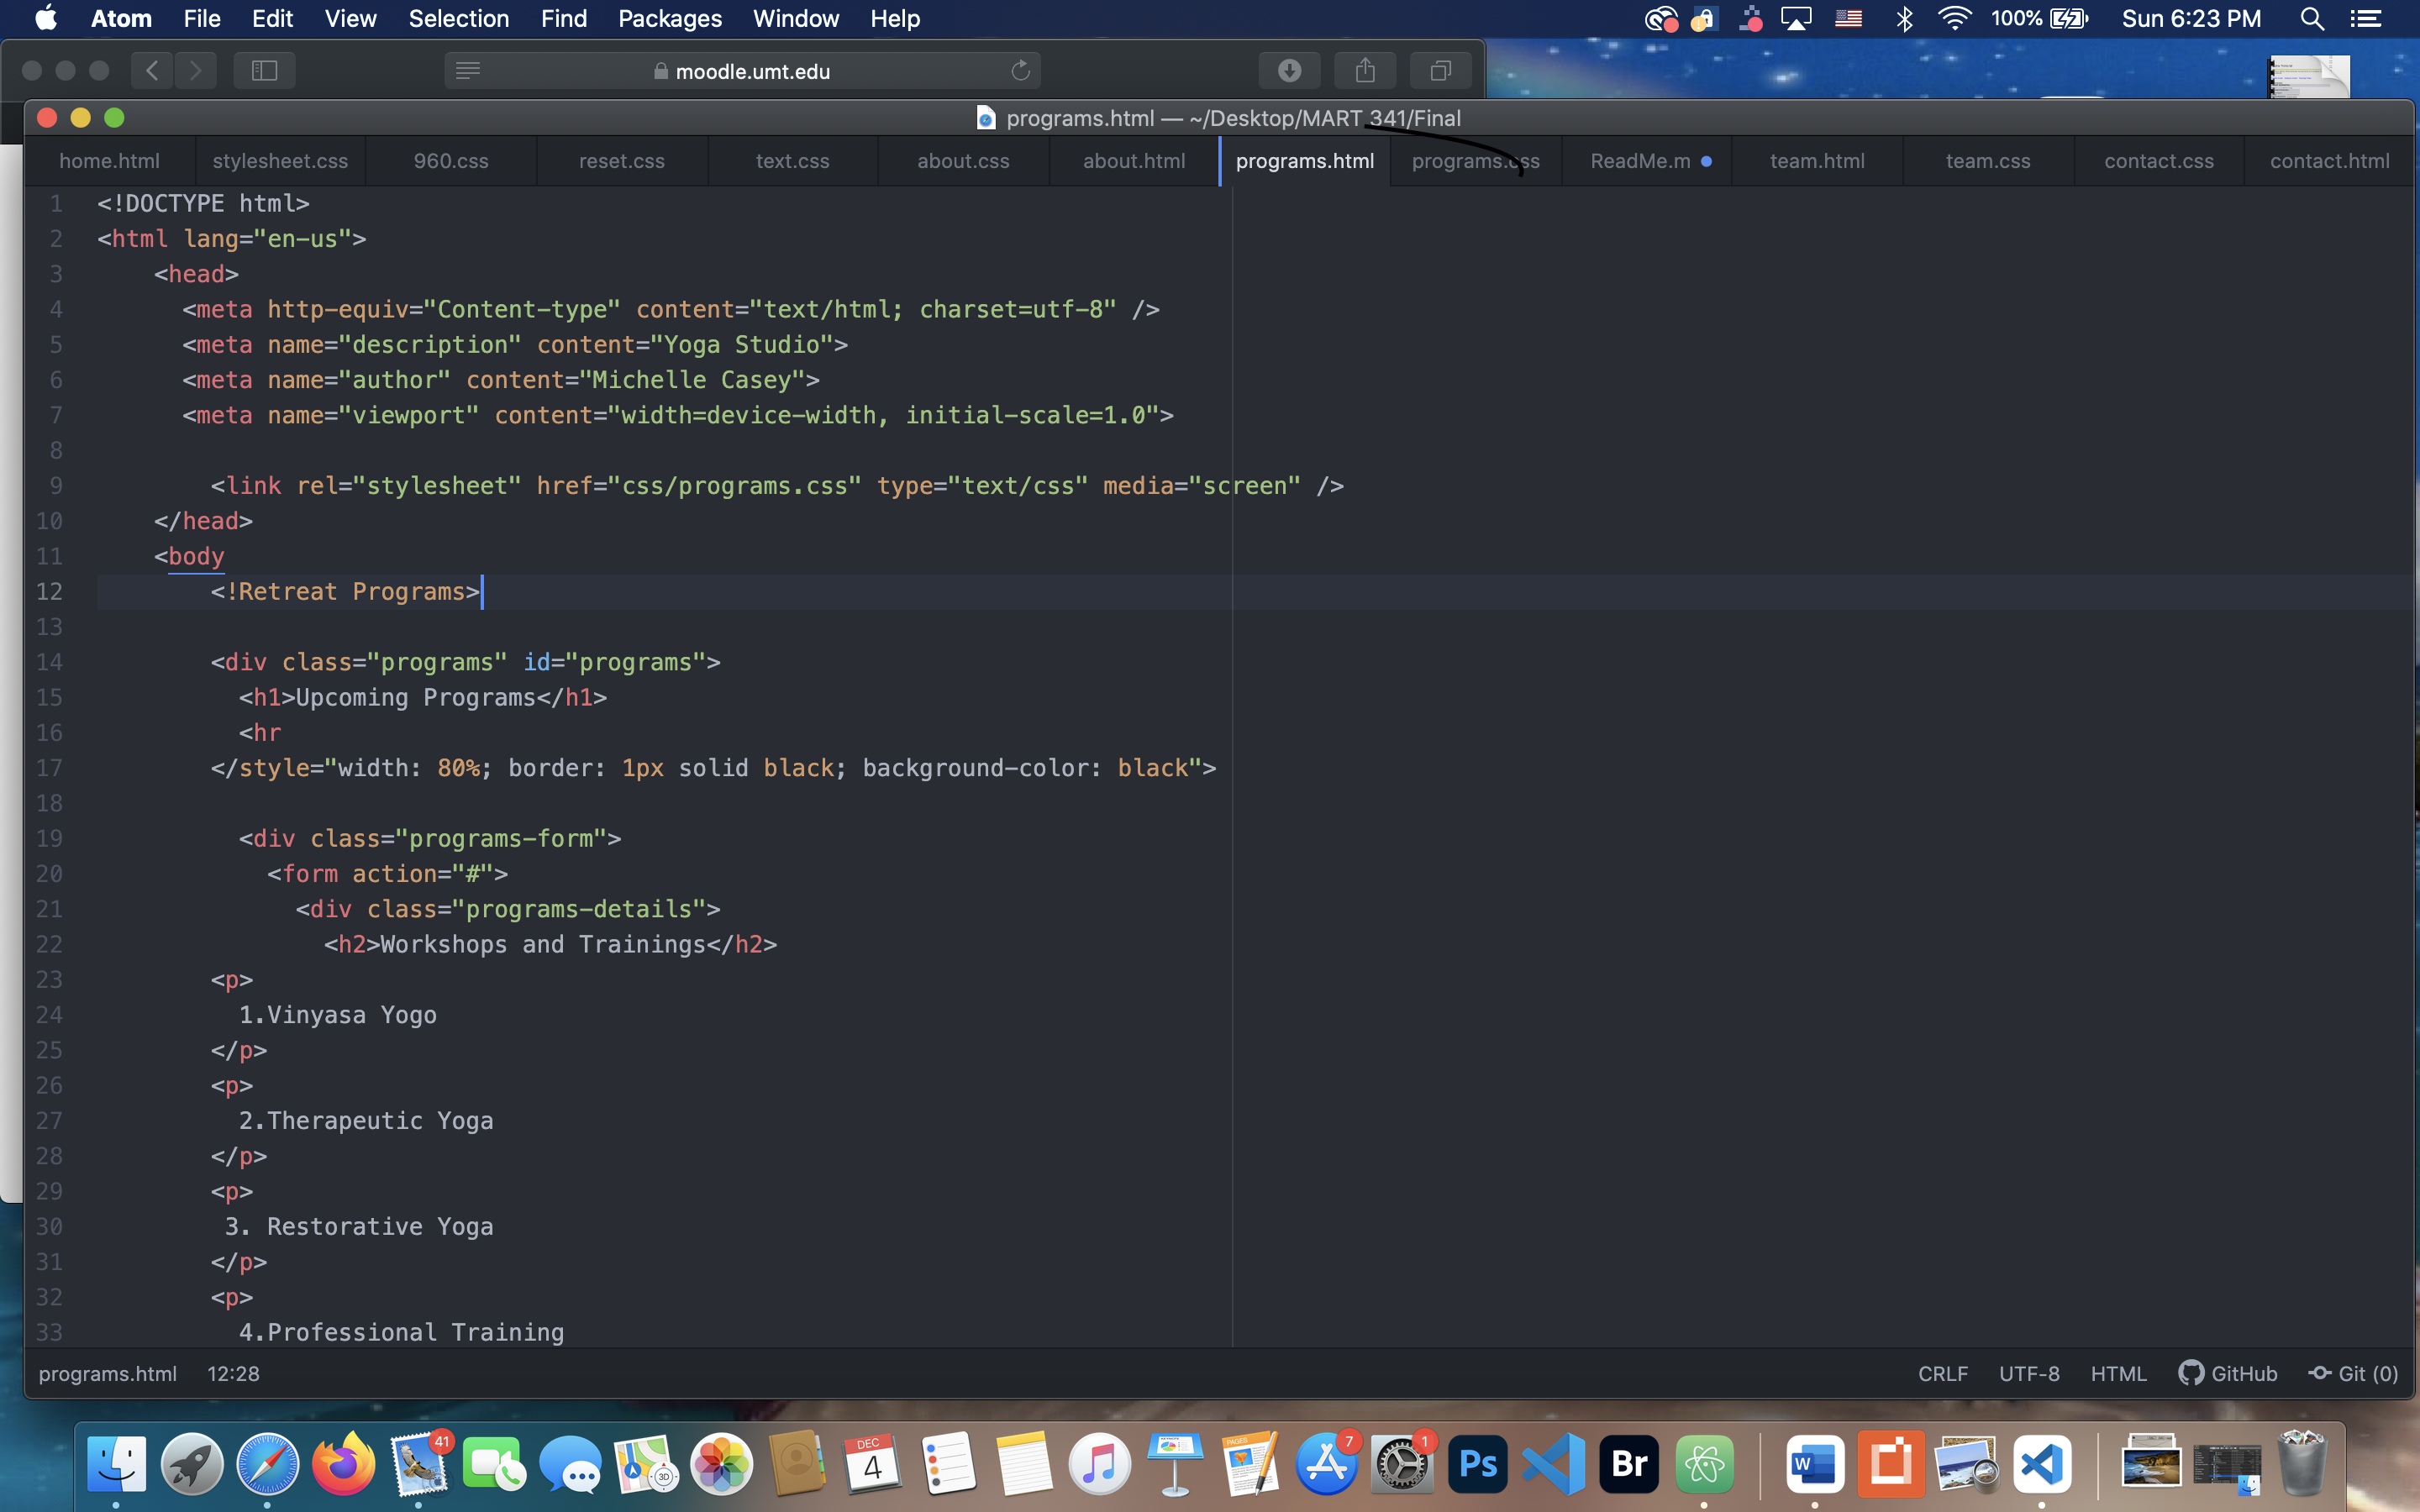 Atom File Edit View Selection Find Packages Window Help 100% Sun 6:23 PM
moodle.umt.edu
programs.html — ~/Desktop/MART 341/Final
home.html stylesheet.css 960.css reset.css text.css about.css about.html programs.html programs.css ReadMe.m team.html team.css contact.css contact.html
1 <!DOCTYPE html>
2 <html lang="en-us">
3 <head>
4 <meta http-equiv="Content-type" content="text/html; charset=utf-8" />
5 <meta name="description" content="Yoga Studio">
6 <meta name="author" content="Michelle Casey">
7 <meta name="viewport" content="width=device-width, initial-scale=1.0">
8
9 <link rel="stylesheet" href="css/programs.css" type="text/css" media="screen" />
10 </head>
11 <body
12 <!Retreat Programs>
13
14 <div class="programs" id="programs">
15 <h1>Upcoming Programs</h1>
16 <hr
17 </style="width: 80%; border: 1px solid black; background-color: black">
18
19 <div class="programs-form">
20 <form action="#">
21 <div class="programs-details">
22 <h2>Workshops and Trainings</h2>
23 <p>
24 1.Vinyasa Yogo
25 </p>
26 <p>
27 2.Therapeutic Yoga
28 </p>
29 <p>
30 3. Restorative Yoga
31 </p>
32 <p>
33 4.Professional Training
programs.html 12:28 CRLF UTF-8 HTML GitHub Git (0)
41 3D DEC 4 PAGES 7 1 Ps Br W